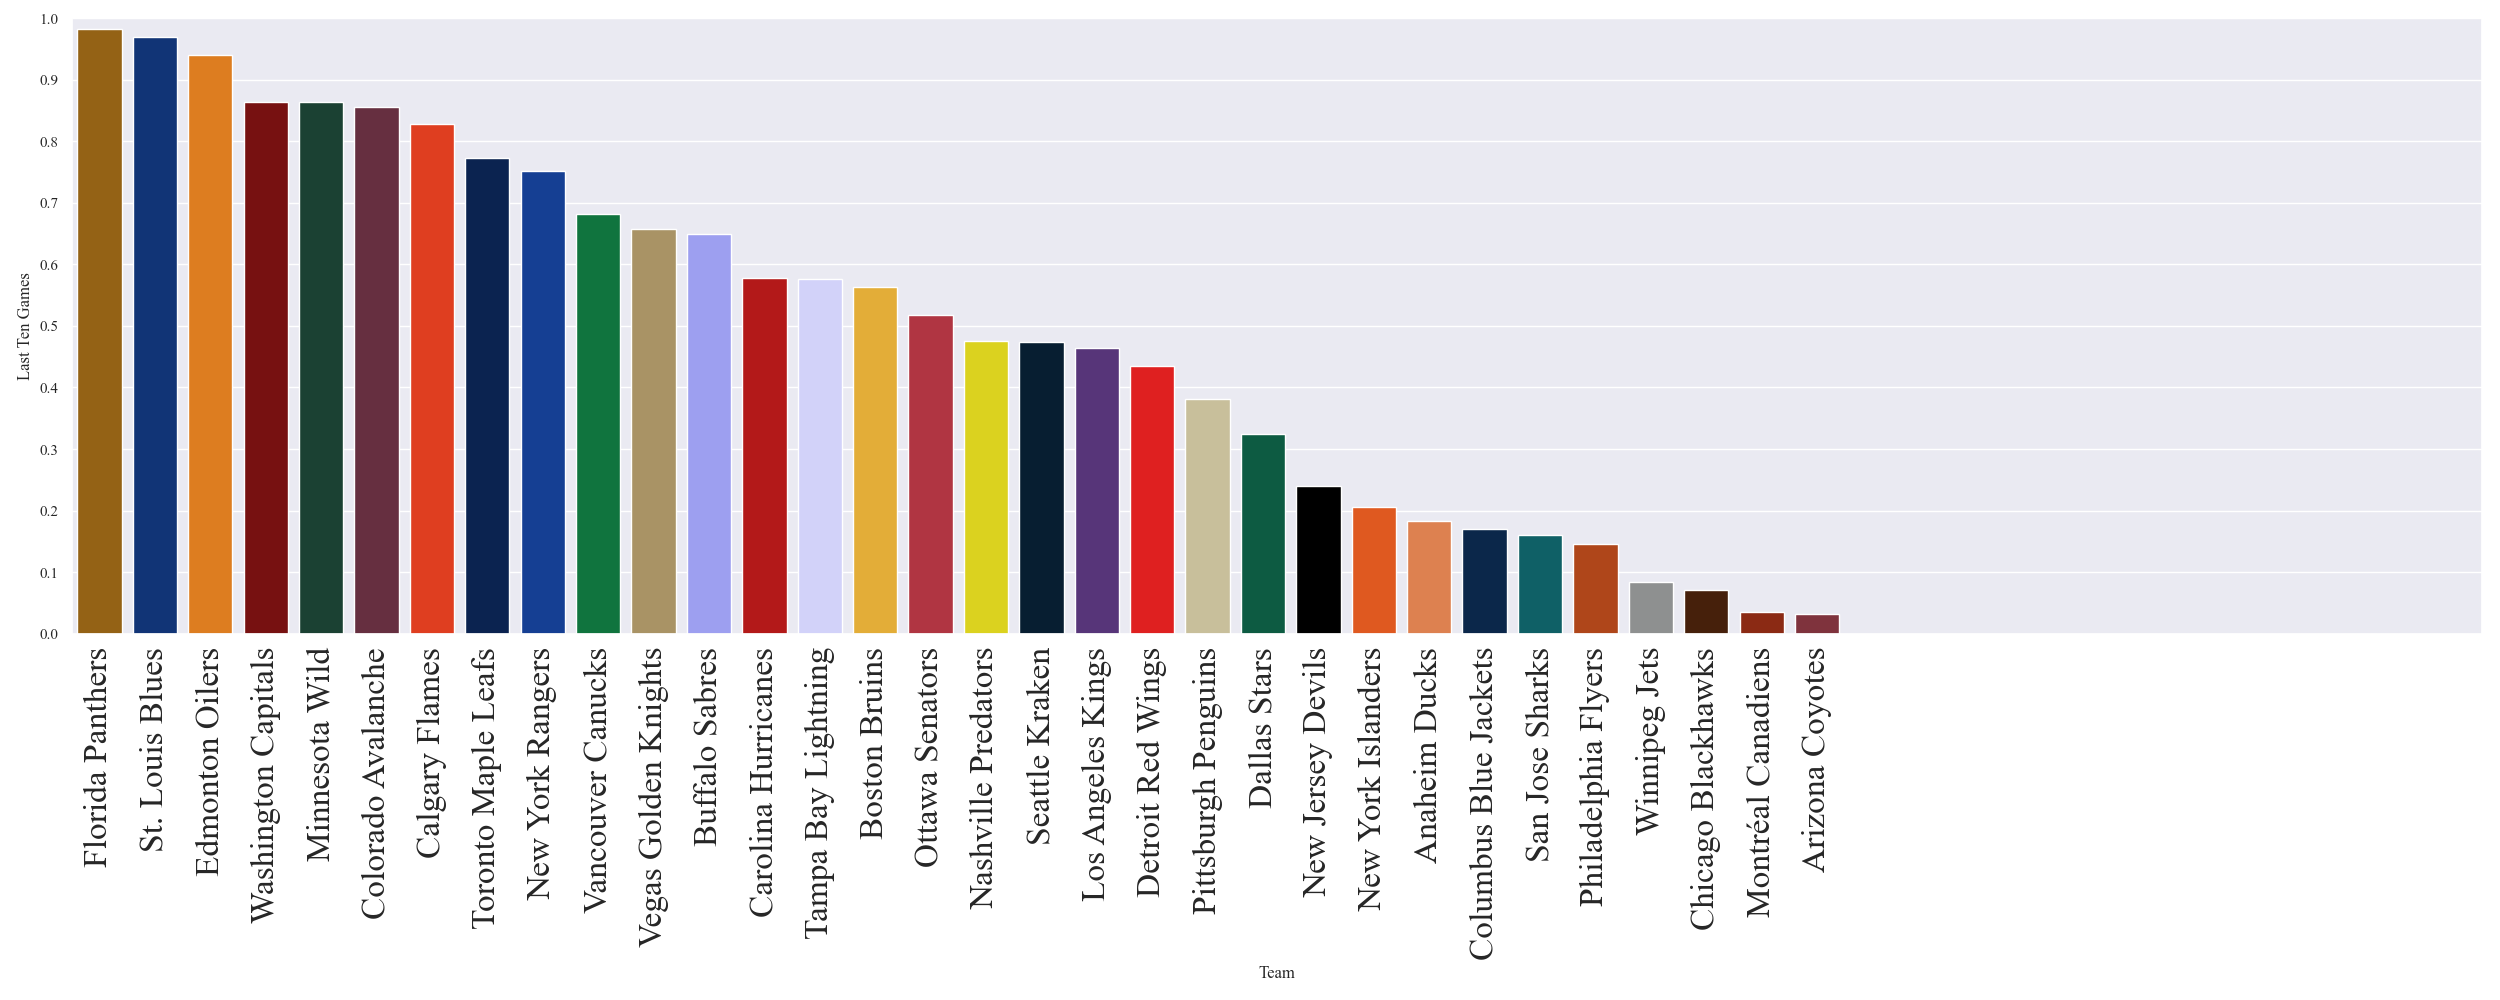 1.0
0.9
0.8
0.7
0.6
0.5
0.4
0.3
0.2
0.1
0.0
Last Ten Games
Florida Panthers
St. Louis Blues
Edmonton Oilers
Washington Capitals
Minnesota Wild
Colorado Avalanche
Calgary Flames
Toronto Maple Leafs
New York Rangers
Vancouver Canucks
Vegas Golden Knights
Buffalo Sabres
Carolina Hurricanes
Tampa Bay Lightning
Boston Bruins
Ottawa Senators
Nashville Predators
Seattle Kraken
Los Angeles Kings
Detroit Red Wings
Pittsburgh Penguins
Dallas Stars
New Jersey Devils
New York Islanders
Anaheim Ducks
Columbus Blue Jackets
San Jose Sharks
Philadelphia Flyers
Winnipeg Jets
Chicago Blackhawks
Montréal Canadiens
Arizona Coyotes
Team